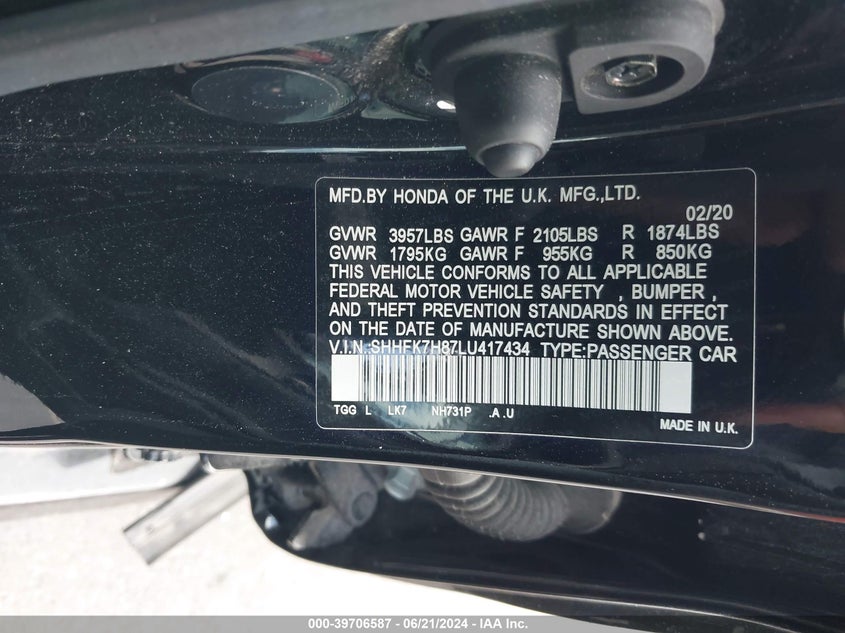 MFD.BY HONDA OF THE U.K. MFG.,LTD.
02/20
GVWR 3957LBS GAWR F 2105LBS R 1874LBS
GVWR 1795KG GAWR F 955KG R 850KG
THIS VEHICLE CONFORMS TO ALL APPLICABLE
FEDERAL MOTOR VEHICLE SAFETY , BUMPER ,
AND THEFT PREVENTION STANDARDS IN EFFECT
ON THE DATE OF MANUFACTURE SHOWN ABOVE.
V.I.N.:SHHFK7H87LU417434 TYPE:PASSENGER CAR
TGG L LK7 NH731P .A .U
MADE IN U.K.
000-39706587 - 06/21/2024 - IAA Inc.